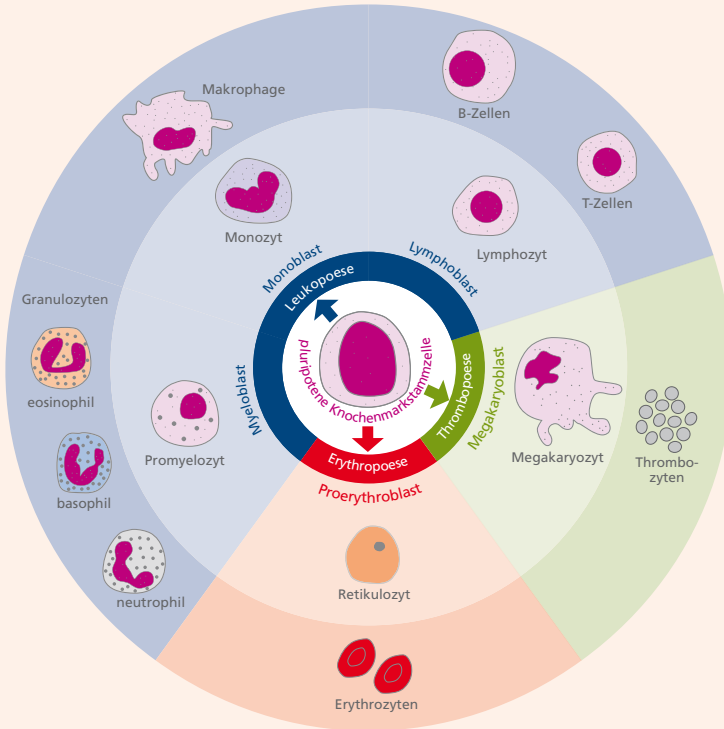 Makrophage
B-Zellen
T-Zellen
Monozyt
Lymphozyt
Monoblast
Lymphoblast
Leukopoese
Granulozyten
eosinophil
pluripotene Knochenmarkstammzelle
Thrombopoese
Megakaryoblast
Myeloblast
Promyelozyt
Megakaryozyt
Thrombo-
zyten
Erythropoese
Proerythroblast
basophil
Retikulozyt
neutrophil
Erythrozyten